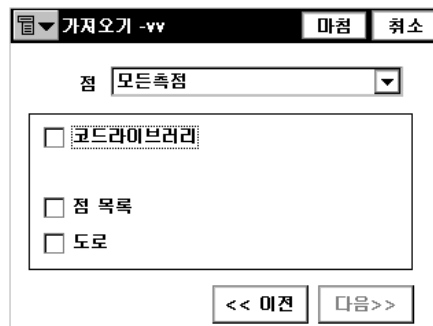 가져오기 -vv 마침 취소
점 모든측점
코드라이브러리
점 목록
도로
<< 이전 다음>>